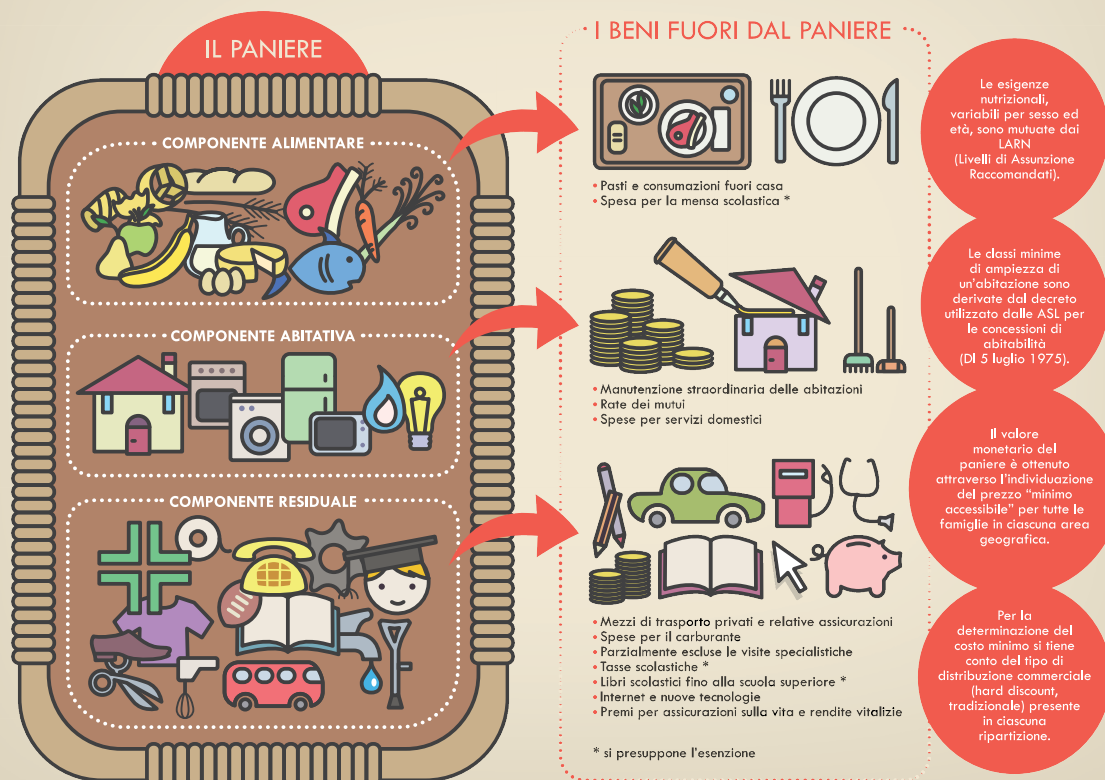 IL PANIERE
COMPONENTE ALIMENTARE
COMPONENTE ABITATIVA
COMPONENTE RESIDUALE
I BENI FUORI DAL PANIERE
• Pasti e consumazioni fuori casa
• Spesa per la mensa scolastica *
• Manutenzione straordinaria delle abitazioni
• Rate dei mutui
• Spese per servizi domestici
• Mezzi di trasporto privati e relative assicurazioni
• Spese per il carburante
• Parzialmente escluse le visite specialistiche
• Tasse scolastiche *
• Libri scolastici fino alla scuola superiore *
• Internet e nuove tecnologie
• Premi per assicurazioni sulla vita e rendite vitalizie
* si presuppone l'esenzione
Le esigenze
nutrizionali,
variabili per sesso ed
età, sono mutuate dai
LARN
(Livelli di Assunzione
Raccomandati).
Le classi minime
di ampiezza di
un'abitazione sono
derivate dal decreto
utilizzato dalle ASL per
le concessioni di
abitabilità
(Dl 5 luglio 1975).
Il valore
monetario del
paniere è ottenuto
attraverso l'individuazione
del prezzo "minimo
accessibile" per tutte le
famiglie in ciascuna area
geografica.
Per la
determinazione del
costo minimo si tiene
conto del tipo di
distribuzione commerciale
(hard discount,
tradizionale) presente
in ciascuna
ripartizione.